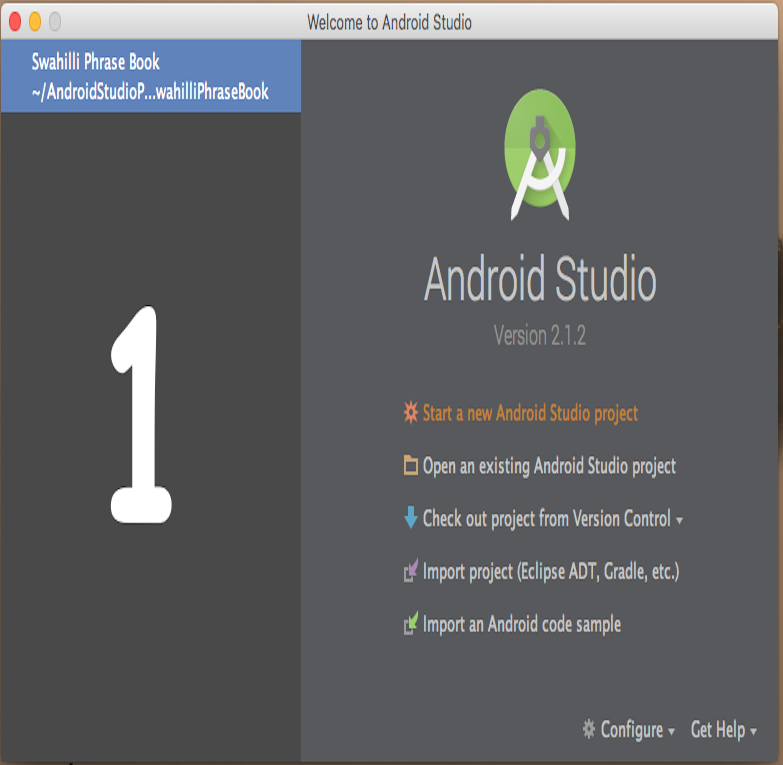 Welcome to Android Studio
Swahilli Phrase Book
~/AndroidStudioP...wahilliPhraseBook
1
Android Studio
Version 2.1.2
Start a new Android Studio project
Open an existing Android Studio project
Check out project from Version Control
Import project (Eclipse ADT, Gradle, etc.)
Import an Android code sample
Configure Get Help